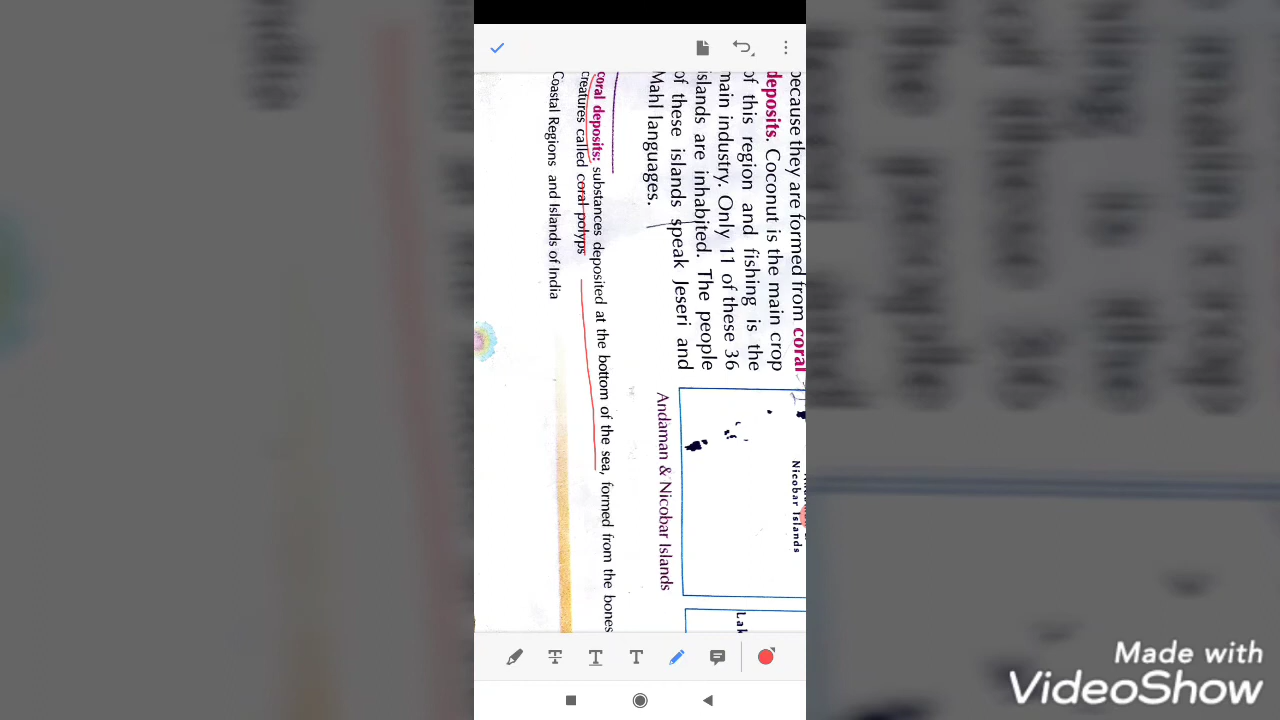 because they are formed from coral
deposits. Coconut is the main crop
of this region and fishing is the
main industry. Only 11 of these 36
islands are inhabited. The people
of these islands speak Jeseri and
Mahl languages.
Nicobar Islands
Lak
Andaman & Nicobar Islands
coral deposits: substances deposited at the bottom of the sea, formed from the bones
creatures called coral polyps
Coastal Regions and Islands of India
Made with
VideoShow